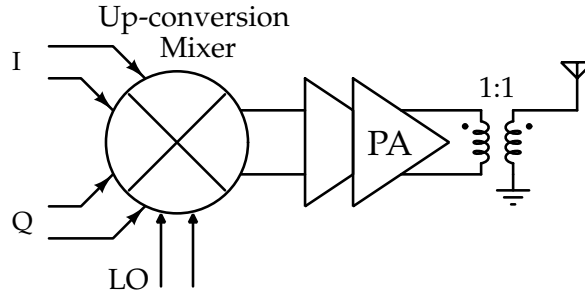 Up-conversion
Mixer
I
1:1
PA
Q
LO